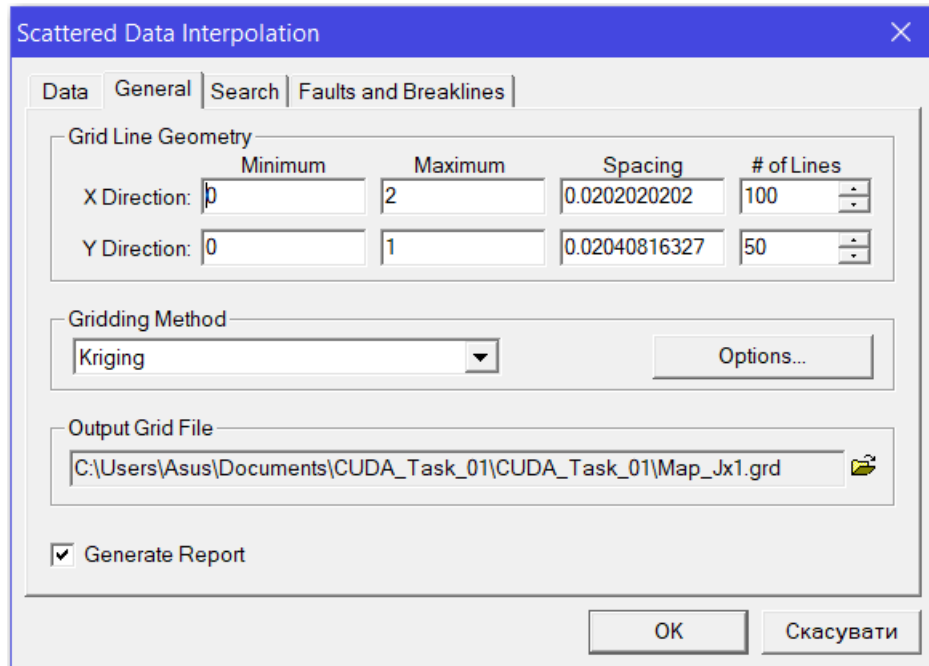 Scattered Data Interpolation
Data General Search Faults and Breaklines
Grid Line Geometry
Minimum Maximum Spacing # of Lines
X Direction: 0 2 0.0202020202 100
Y Direction: 0 1 0.02040816327 50
Gridding Method
Kriging Options...
Output Grid File
C:\Users\Asus\Documents\CUDA_Task_01\CUDA_Task_01\Map_Jx1.grd
Generate Report
OK Скасувати